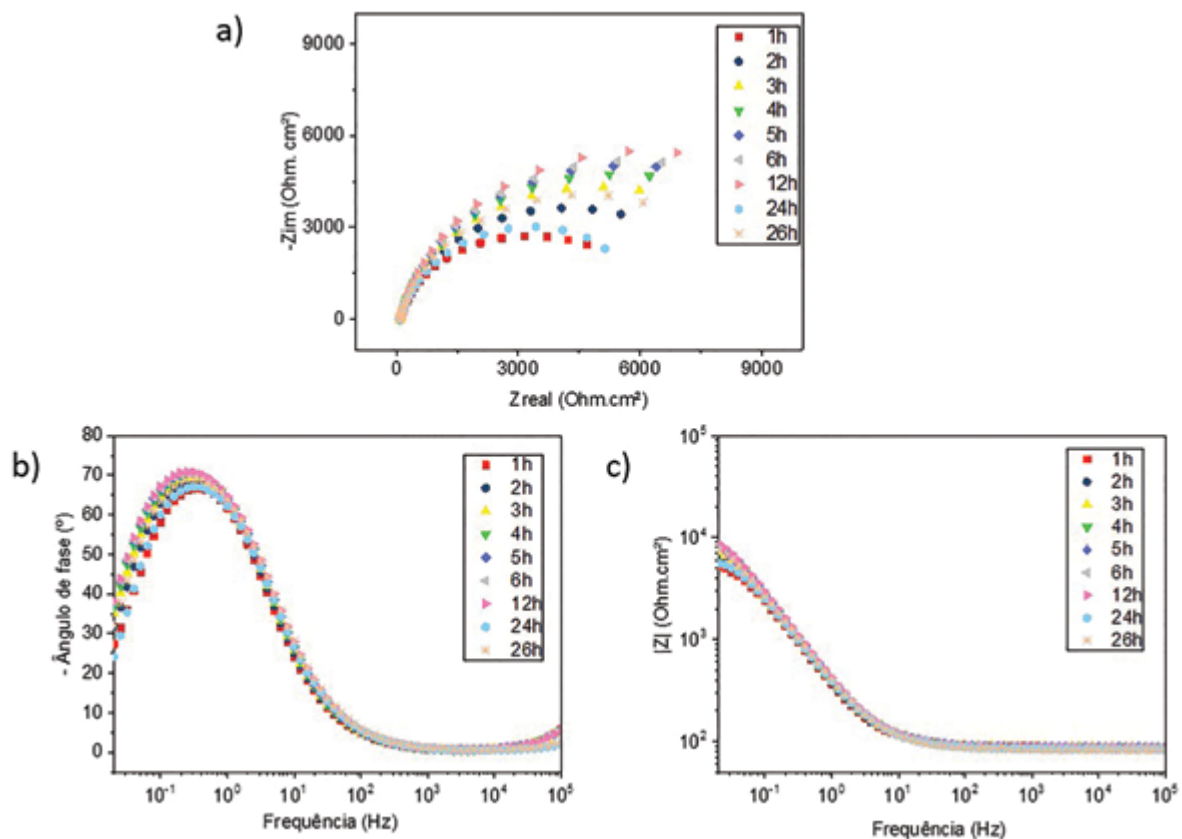 a)
9000
6000
3000
0
-Zim (Ohm. cm²)
0 3000 6000 9000
Zreal (Ohm.cm²)
1h
2h
3h
4h
5h
6h
12h
24h
26h
b)
80
70
60
50
40
30
20
10
0
- Ângulo de fase (º)
10⁻¹ 10⁰ 10¹ 10² 10³ 10⁴ 10⁵
Frequência (Hz)
1h
2h
3h
4h
5h
6h
12h
24h
26h
c)
10⁵
10⁴
10³
10²
|Z| (Ohm.cm²)
10⁻¹ 10⁰ 10¹ 10² 10³ 10⁴ 10⁵
Frequência (Hz)
1h
2h
3h
4h
5h
6h
12h
24h
26h